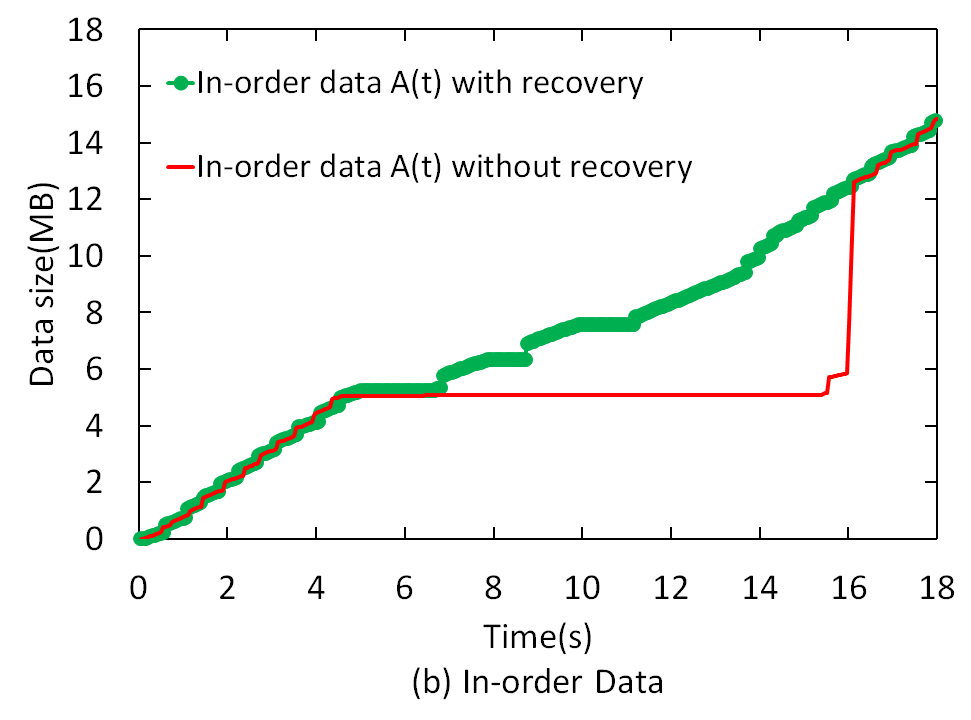 18
16
14
12
10
8
6
4
2
0
Data size(MB)
In-order data A(t) with recovery
In-order data A(t) without recovery
0 2 4 6 8 10 12 14 16 18
Time(s)
(b) In-order Data